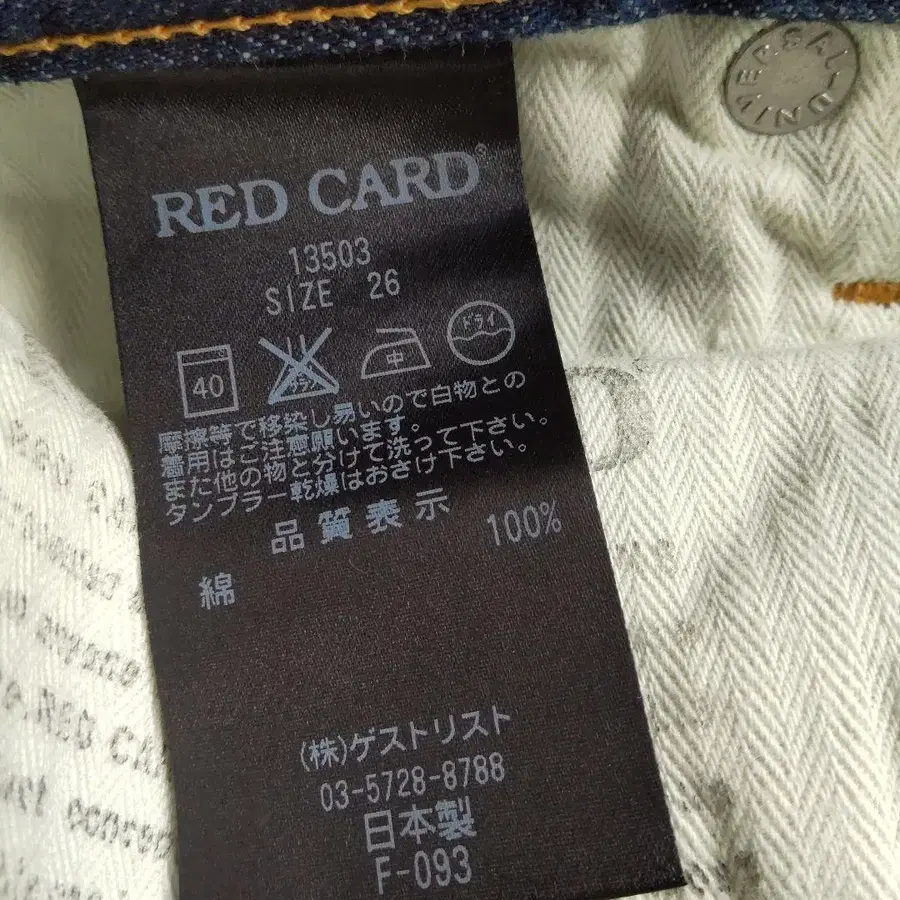 RED CARD®
13503
SIZE 26
40 中 ドライ
摩擦等で移染し易いので白物との
着用はご注意願います。
また他の物と分けて洗って下さい。
タンブラー乾燥はおさけ下さい。
品質表示
綿 100%
(株)ゲストリスト
03-5728-8788
日本製
F-093
UNIVERSAL
RED CAR